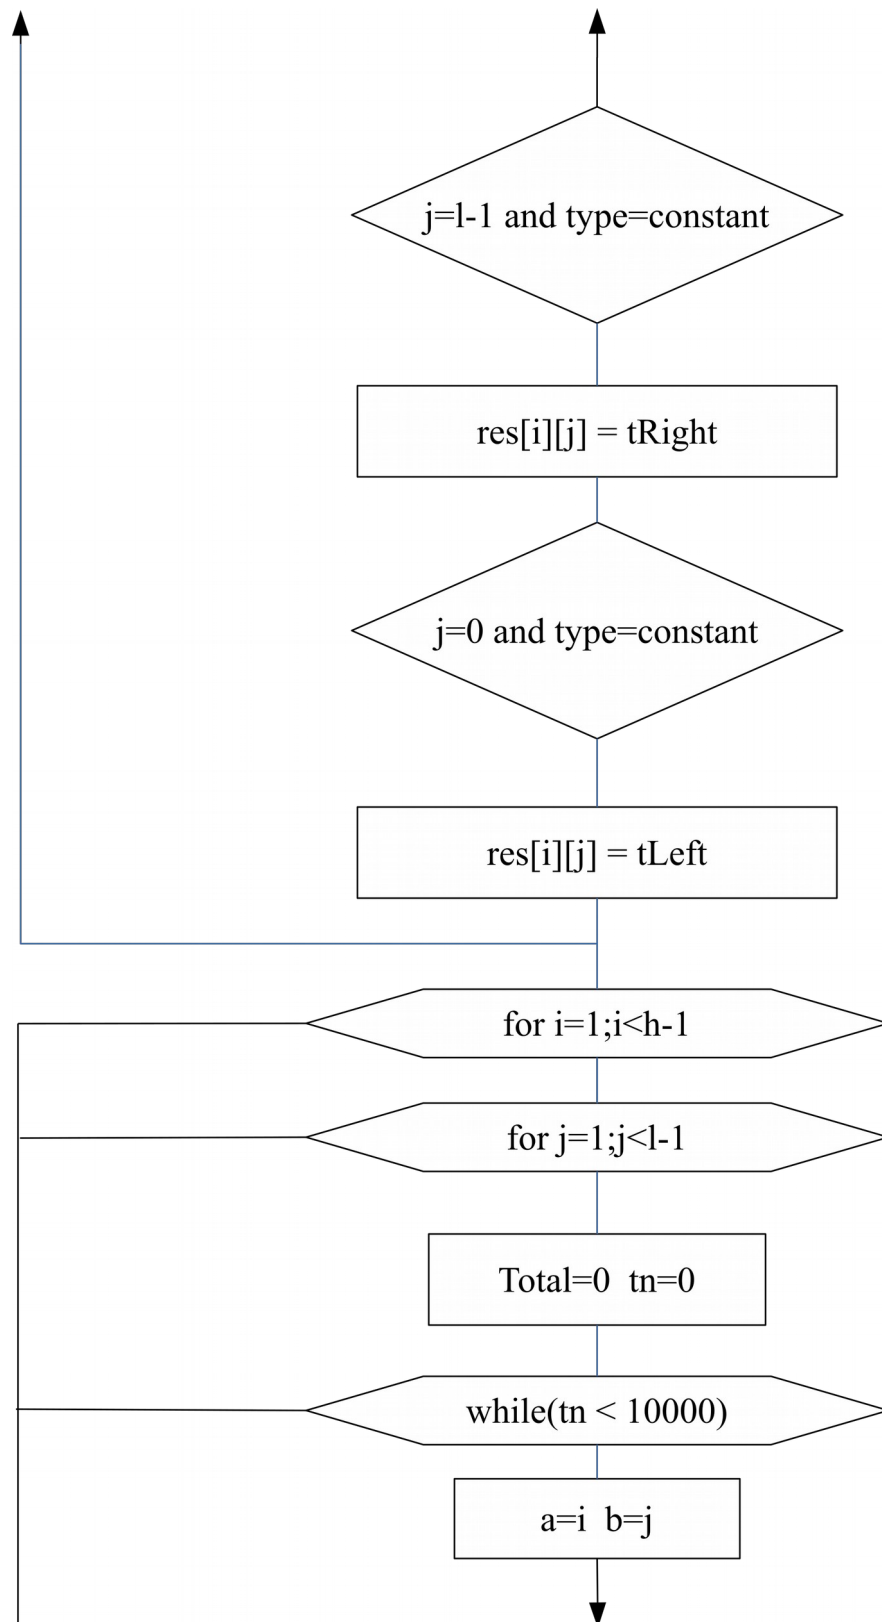 j=l-1 and type=constant
res[i][j] = tRight
j=0 and type=constant
res[i][j] = tLeft
for i=1;i<h-1
for j=1;j<l-1
Total=0  tn=0
while(tn < 10000)
a=i  b=j